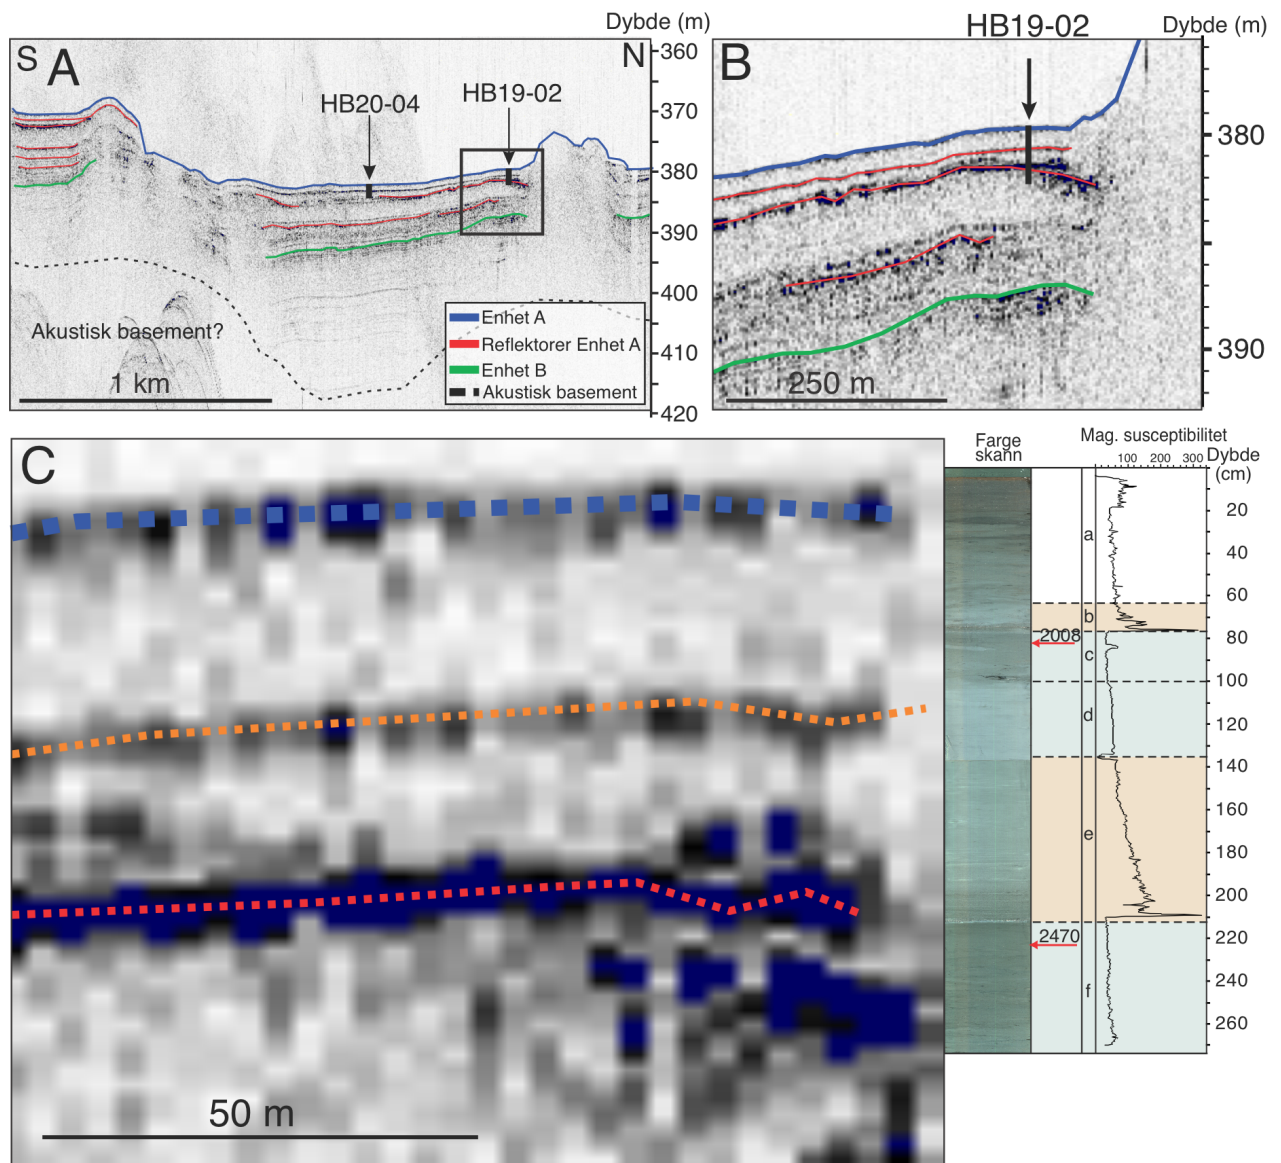 S A
Dybde (m)
N
360
370
380
390
400
410
420
HB20-04
HB19-02
Akustisk basement?
1 km
Enhet A
Reflektorer Enhet A
Enhet B
Akustisk basement
B
HB19-02
Dybde (m)
380
390
250 m
C
50 m
Farge
skann
Mag. susceptibilitet
100 200 300
Dybde
(cm)
20
40
60
80
100
120
140
160
180
200
220
240
260
a
b
2008
c
d
e
2470
f